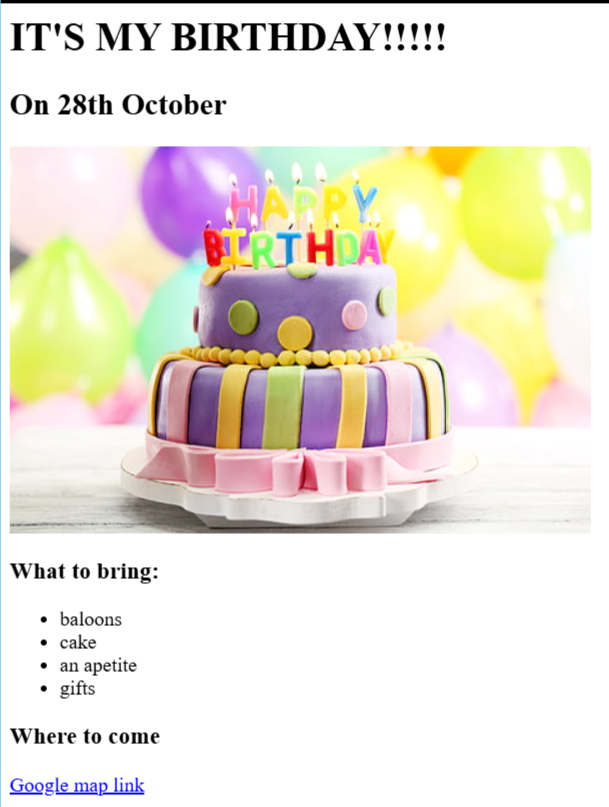 IT'S MY BIRTHDAY!!!!!
On 28th October
HAPPY
BIRTHDAY
What to bring:
baloons
cake
an apetite
gifts
Where to come
Google map link